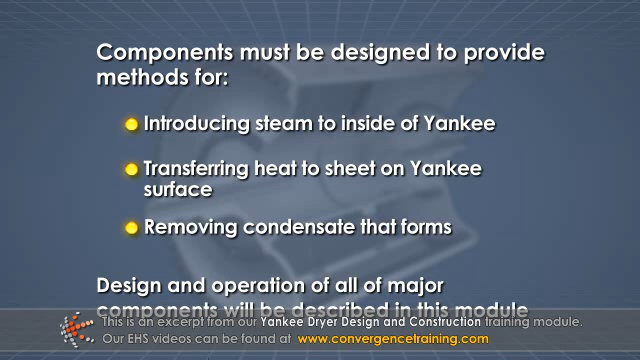 Components must be designed to provide
methods for:
Introducing steam to inside of Yankee
Transferring heat to sheet on Yankee
surface
Removing condensate that forms
Design and operation of all of major
components will be described in this module
This is an excerpt from our Yankee Dryer Design and Construction training module.
Our EHS videos can be found at www.convergencetraining.com